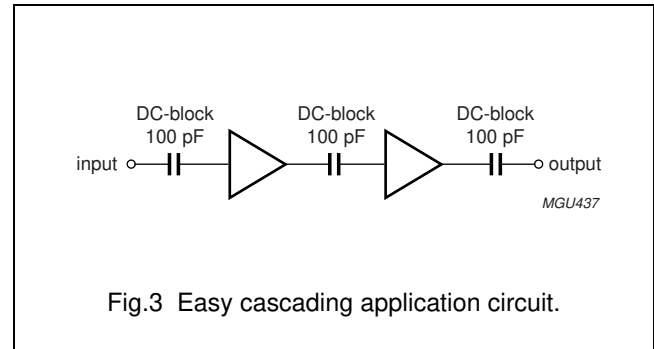 DC-block DC-block DC-block
100 pF 100 pF 100 pF
input output
MGU437
Fig.3 Easy cascading application circuit.